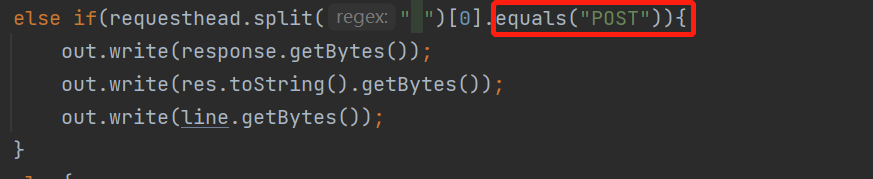 else if(requesthead.split( regex: " ")[0].equals("POST")){
out.write(response.getBytes());
out.write(res.toString().getBytes());
out.write(line.getBytes());
}